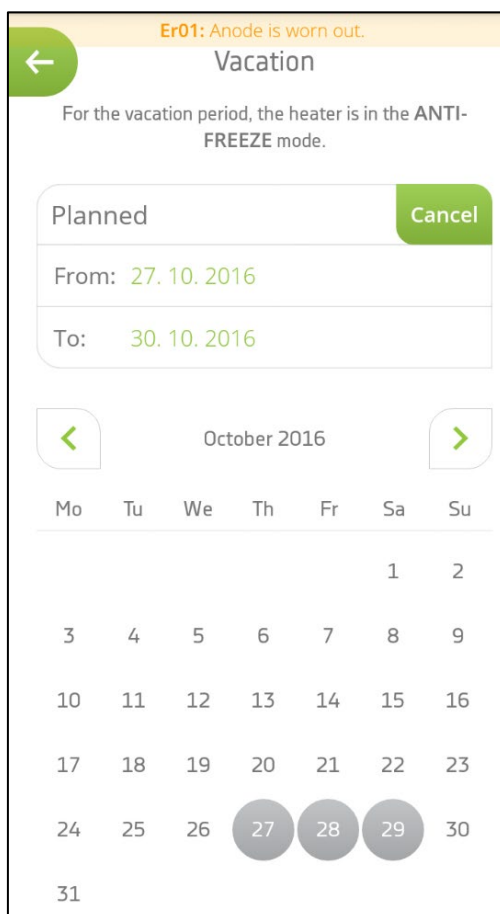 Er01: Anode is worn out.
Vacation
For the vacation period, the heater is in the ANTI-
FREEZE mode.
Planned Cancel
From: 27. 10. 2016
To: 30. 10. 2016
October 2016
Mo Tu We Th Fr Sa Su
1 2
3 4 5 6 7 8 9
10 11 12 13 14 15 16
17 18 19 20 21 22 23
24 25 26 27 28 29 30
31